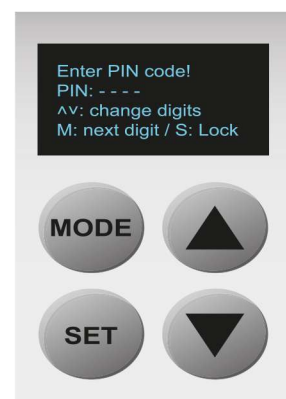 Enter PIN code!
PIN: - - - -
˄˅: change digits
M: next digit / S: Lock
MODE
SET